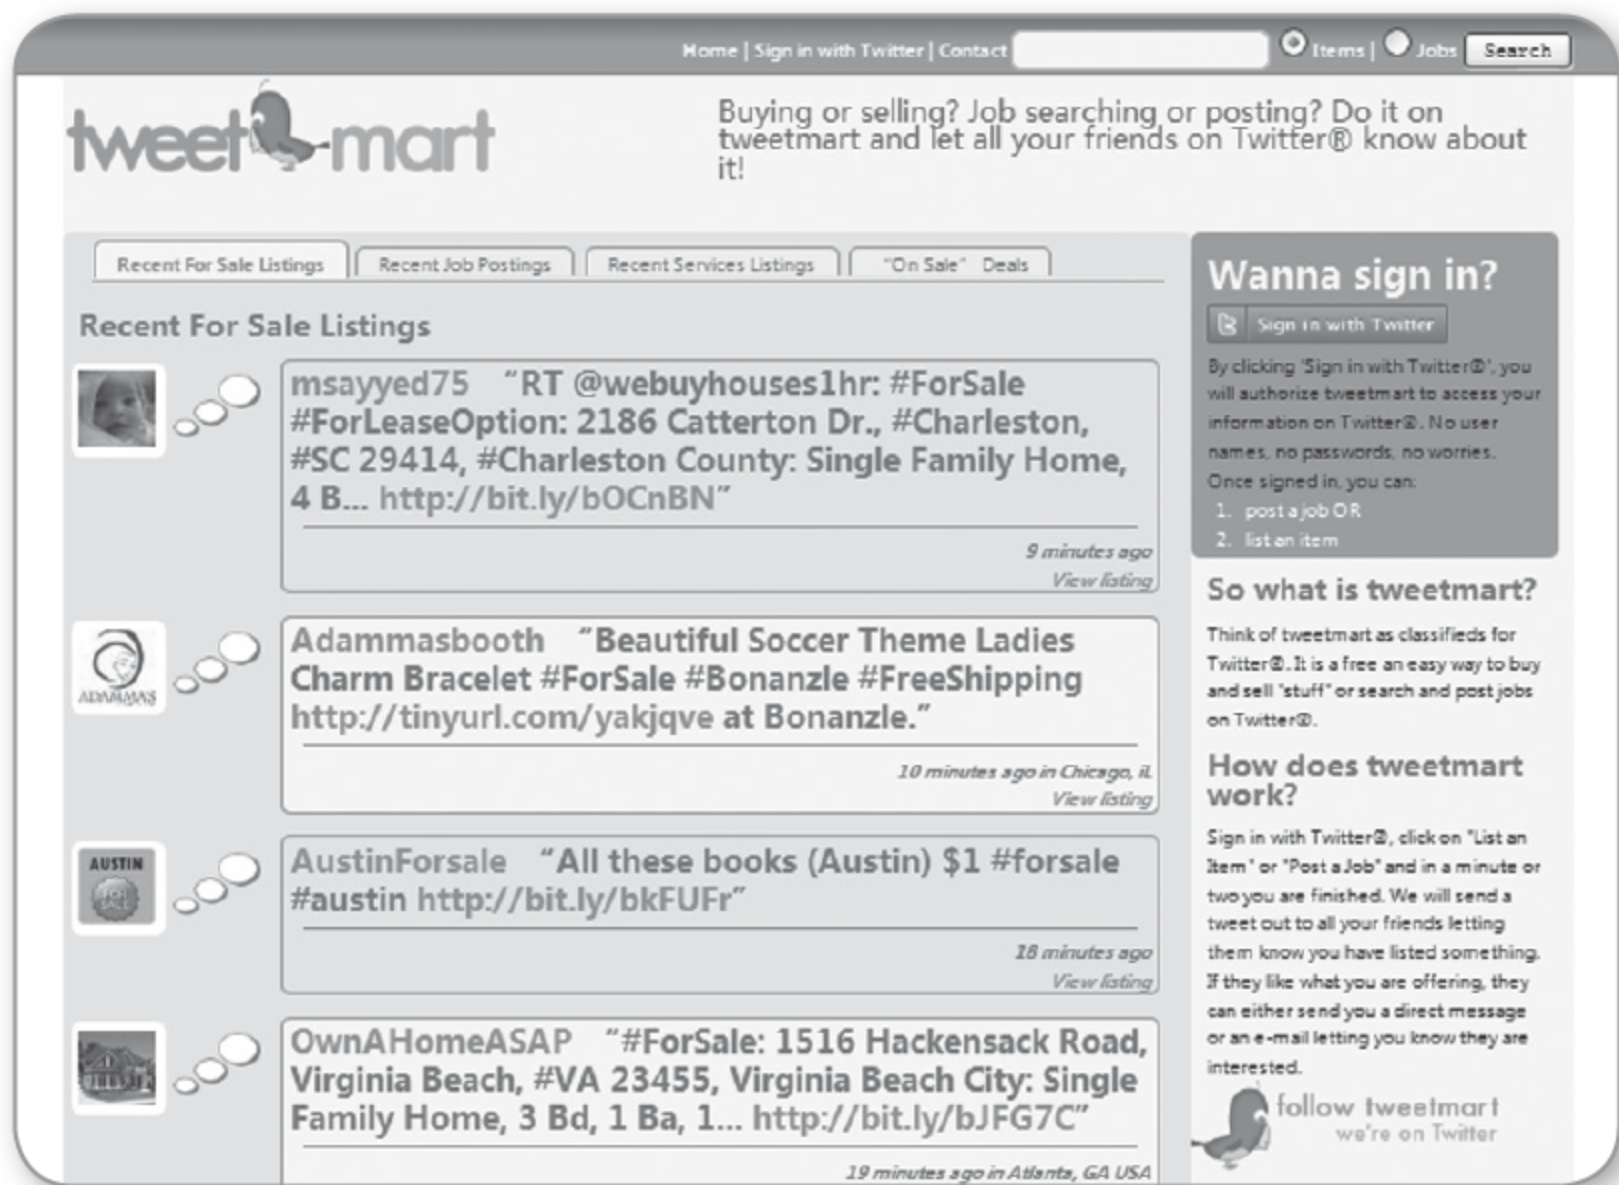 Home | Sign in with Twitter | Contact Items | Jobs Search
tweet mart
Buying or selling? Job searching or posting? Do it on
tweetmart and let all your friends on Twitter® know about
it!
Recent For Sale Listings Recent Job Postings Recent Services Listings "On Sale" Deals
Recent For Sale Listings
msayyed75 "RT @webuyhouses1hr: #ForSale
#ForLeaseOption: 2186 Catterton Dr., #Charleston,
#SC 29414, #Charleston County: Single Family Home,
4 B... http://bit.ly/bOCnBN"
9 minutes ago
View listing
ADAMMA'S
Adammasbooth "Beautiful Soccer Theme Ladies
Charm Bracelet #ForSale #Bonanzle #FreeShipping
http://tinyurl.com/yakjqve at Bonanzle."
10 minutes ago in Chicago, iL
View listing
AUSTIN
FOR
SALE
AustinForsale "All these books (Austin) $1 #forsale
#austin http://bit.ly/bkFUFr"
18 minutes ago
View listing
OwnAHomeASAP "#ForSale: 1516 Hackensack Road,
Virginia Beach, #VA 23455, Virginia Beach City: Single
Family Home, 3 Bd, 1 Ba, 1... http://bit.ly/bJFG7C"
19 minutes ago in Atlanta, GA USA
Wanna sign in?
Sign in with Twitter
By clicking 'Sign in with Twitter®', you
will authorize tweetmart to access your
information on Twitter®. No user
names, no passwords, no worries.
Once signed in, you can:
1. post a job OR
2. list an item
So what is tweetmart?
Think of tweetmart as classifieds for
Twitter®. It is a free an easy way to buy
and sell "stuff" or search and post jobs
on Twitter®.
How does tweetmart
work?
Sign in with Twitter®, click on "List an
Item" or "Post a Job" and in a minute or
two you are finished. We will send a
tweet out to all your friends letting
them know you have listed something.
If they like what you are offering, they
can either send you a direct message
or an e-mail letting you know they are
interested.
follow tweetmart
we're on Twitter